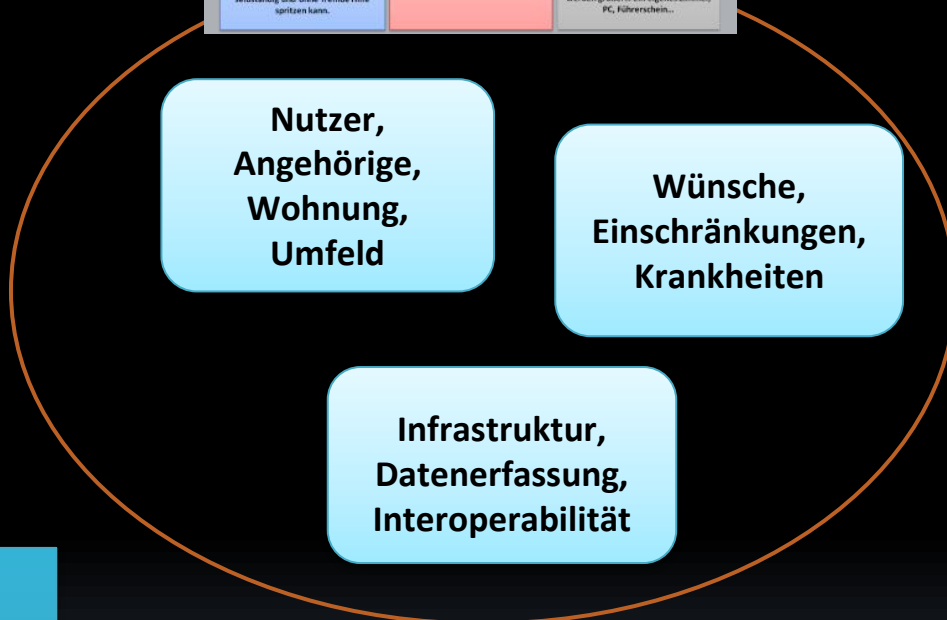 spritzen kann.
PC, Führerschein...
Nutzer,
Angehörige,
Wohnung,
Umfeld
Wünsche,
Einschränkungen,
Krankheiten
Infrastruktur,
Datenerfassung,
Interoperabilität